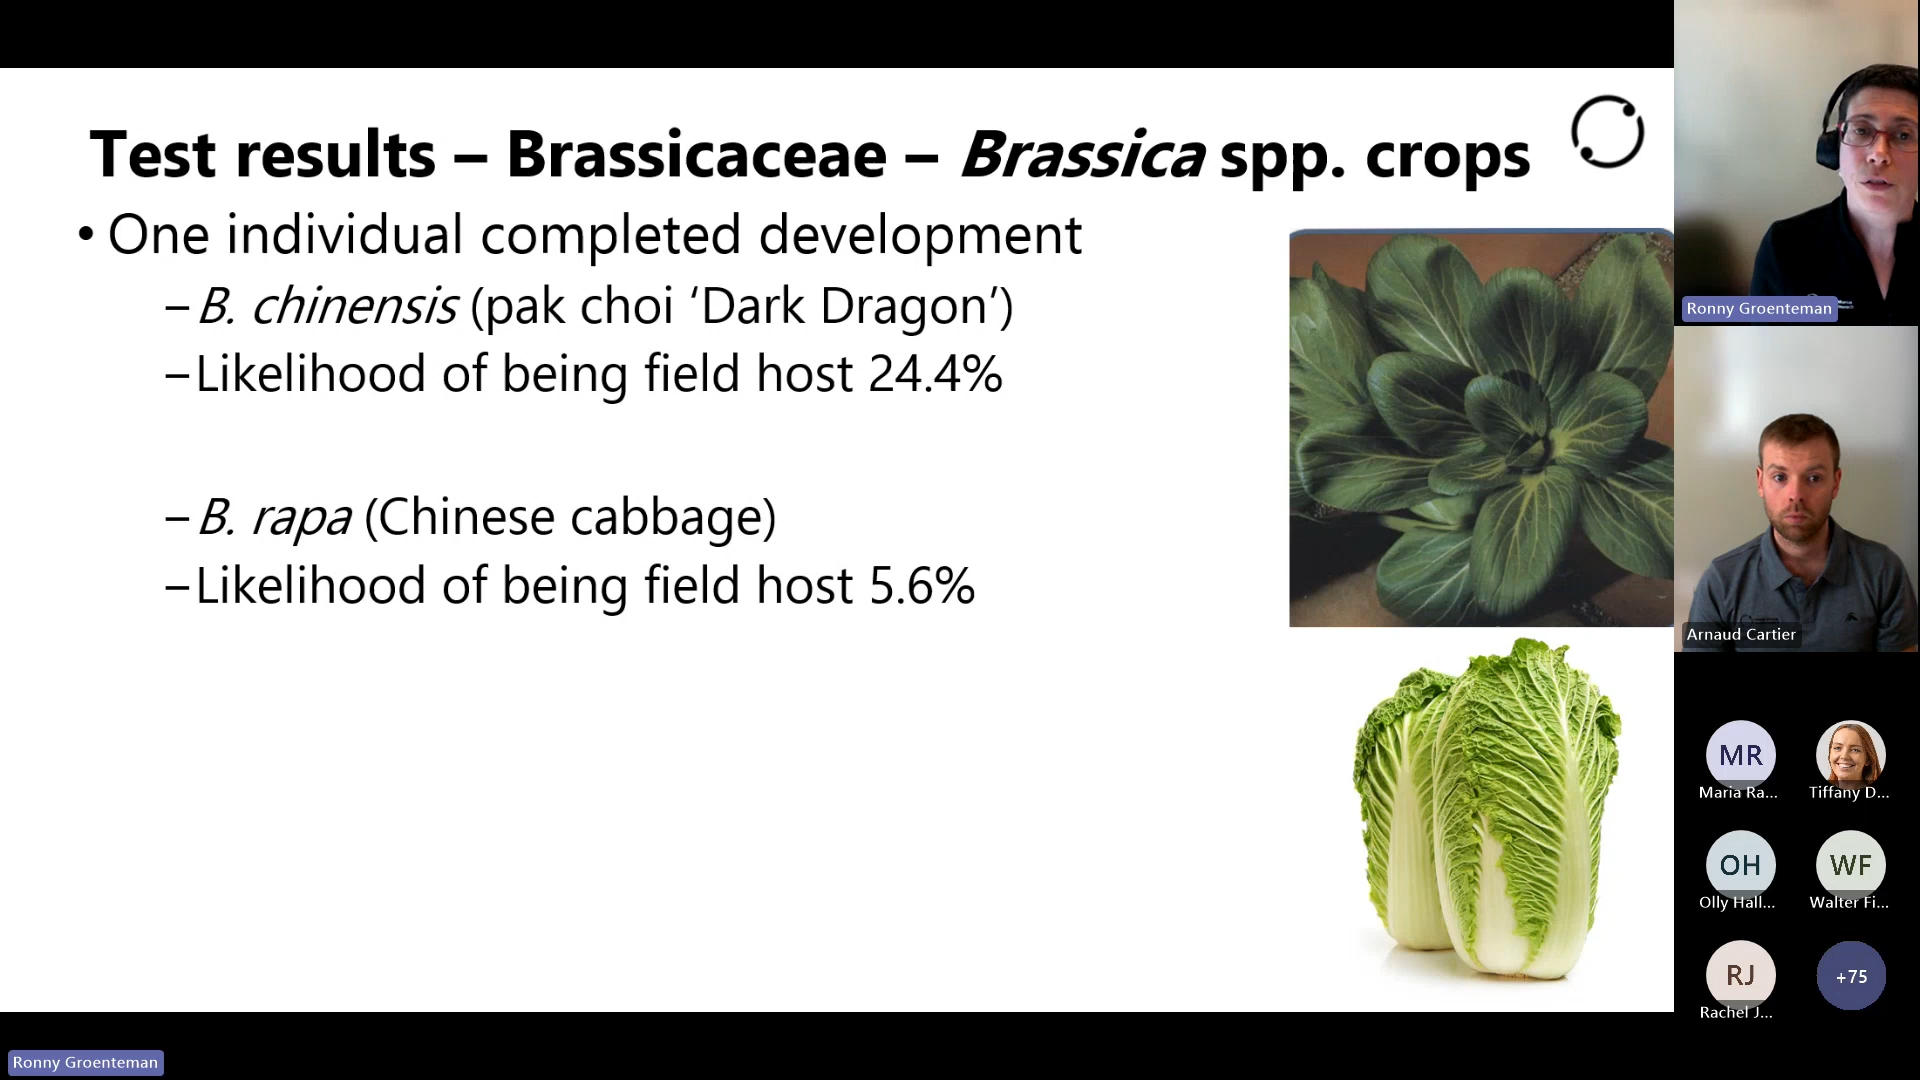 Test results – Brassicaceae – Brassica spp. crops
• One individual completed development
– B. chinensis (pak choi ‘Dark Dragon’)
– Likelihood of being field host 24.4%
– B. rapa (Chinese cabbage)
– Likelihood of being field host 5.6%
Ronny Groenteman
Arnaud Cartier
MR
Maria Ra...
Tiffany D...
OH
Olly Hall...
WF
Walter Fi...
RJ
Rachel J...
+75
Ronny Groenteman